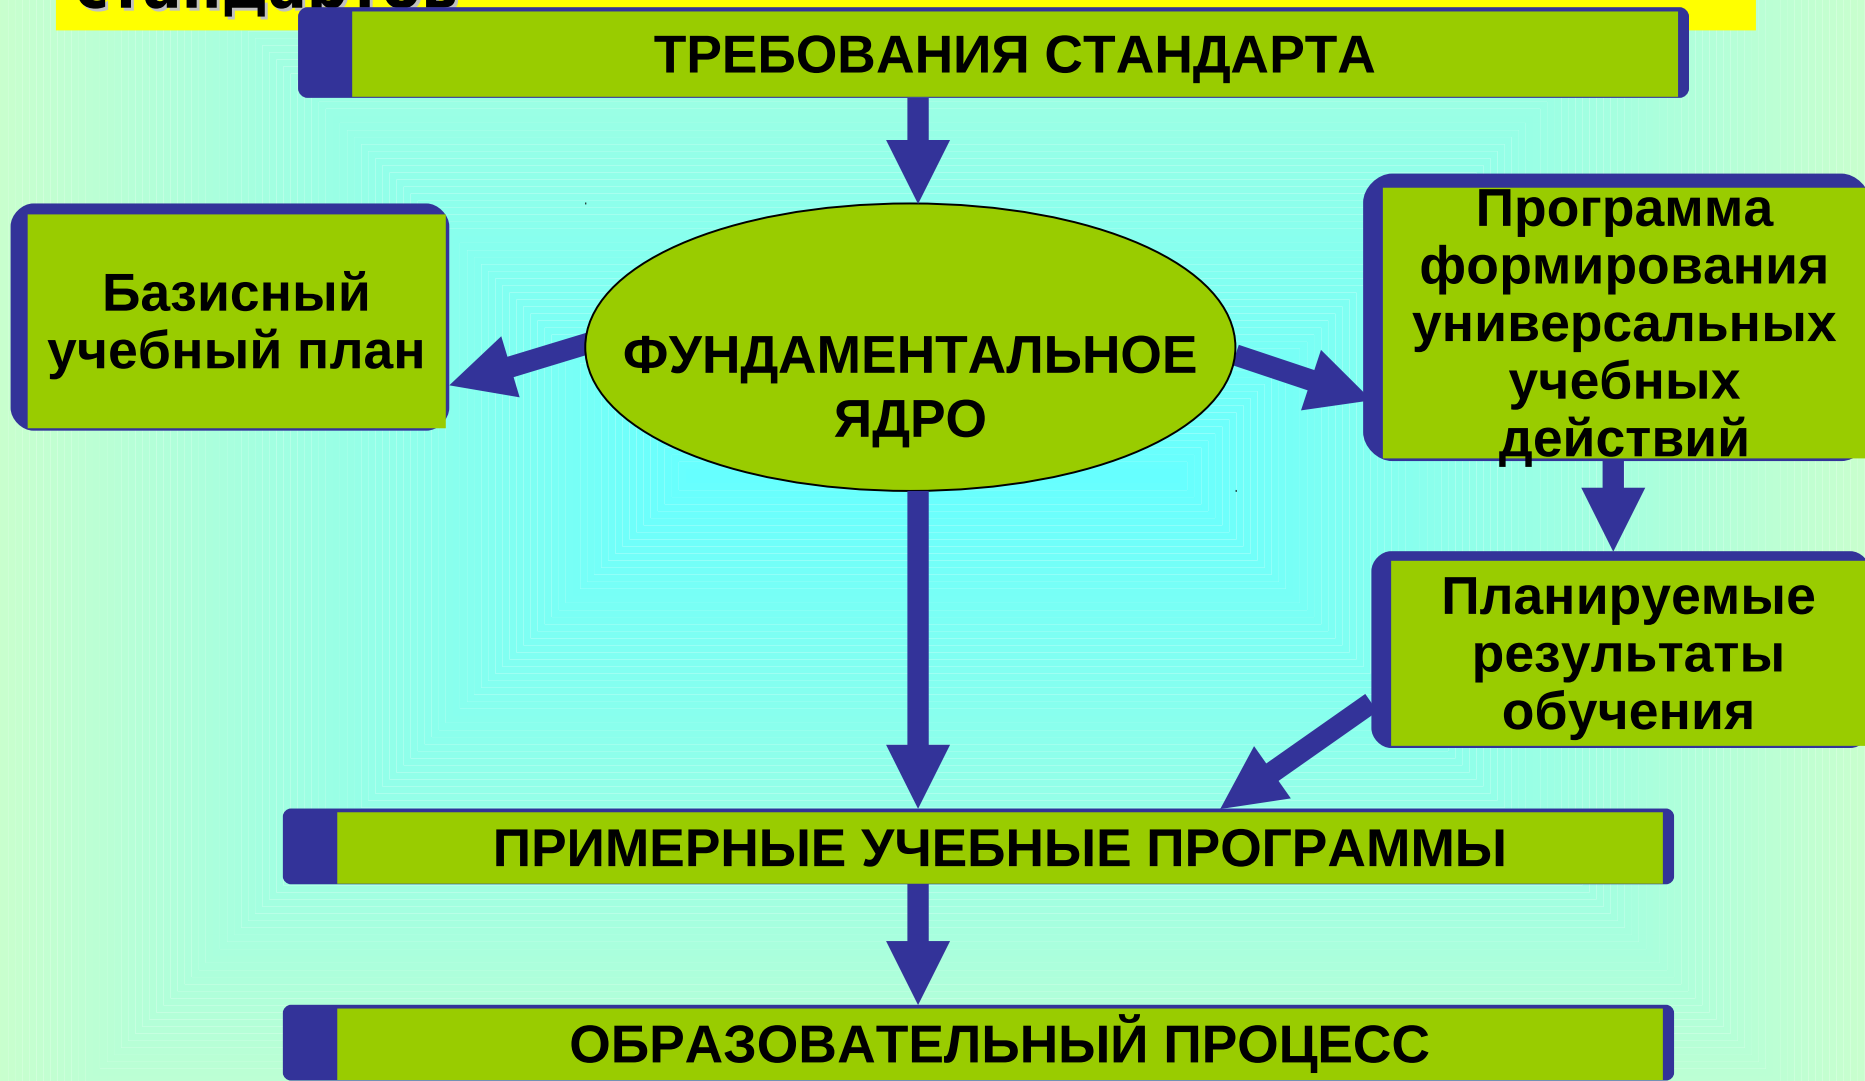 стандартов
ТРЕБОВАНИЯ СТАНДАРТА
Базисный
учебный план
ФУНДАМЕНТАЛЬНОЕ
ЯДРО
Программа
формирования
универсальных
учебных
действий
Планируемые
результаты
обучения
ПРИМЕРНЫЕ УЧЕБНЫЕ ПРОГРАММЫ
ОБРАЗОВАТЕЛЬНЫЙ ПРОЦЕСС